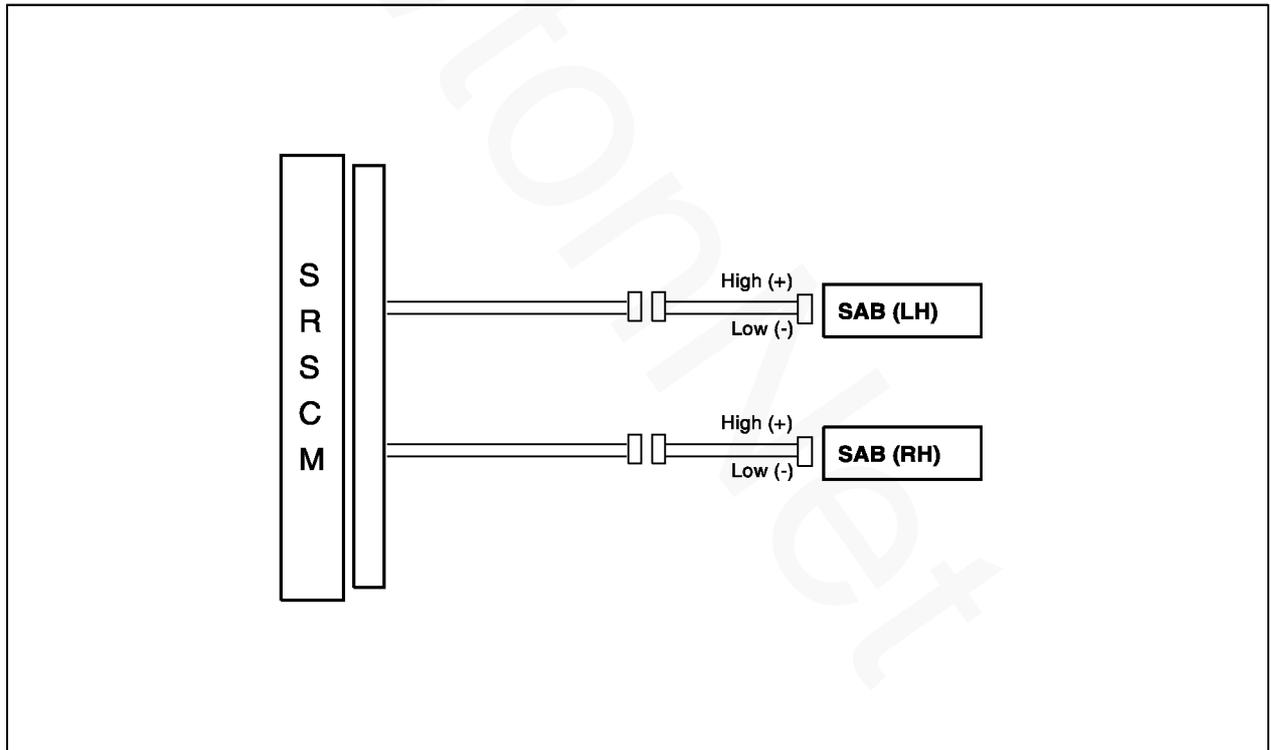 S
R
S
C
M
High (+)
Low (-)
SAB (LH)
High (+)
Low (-)
SAB (RH)